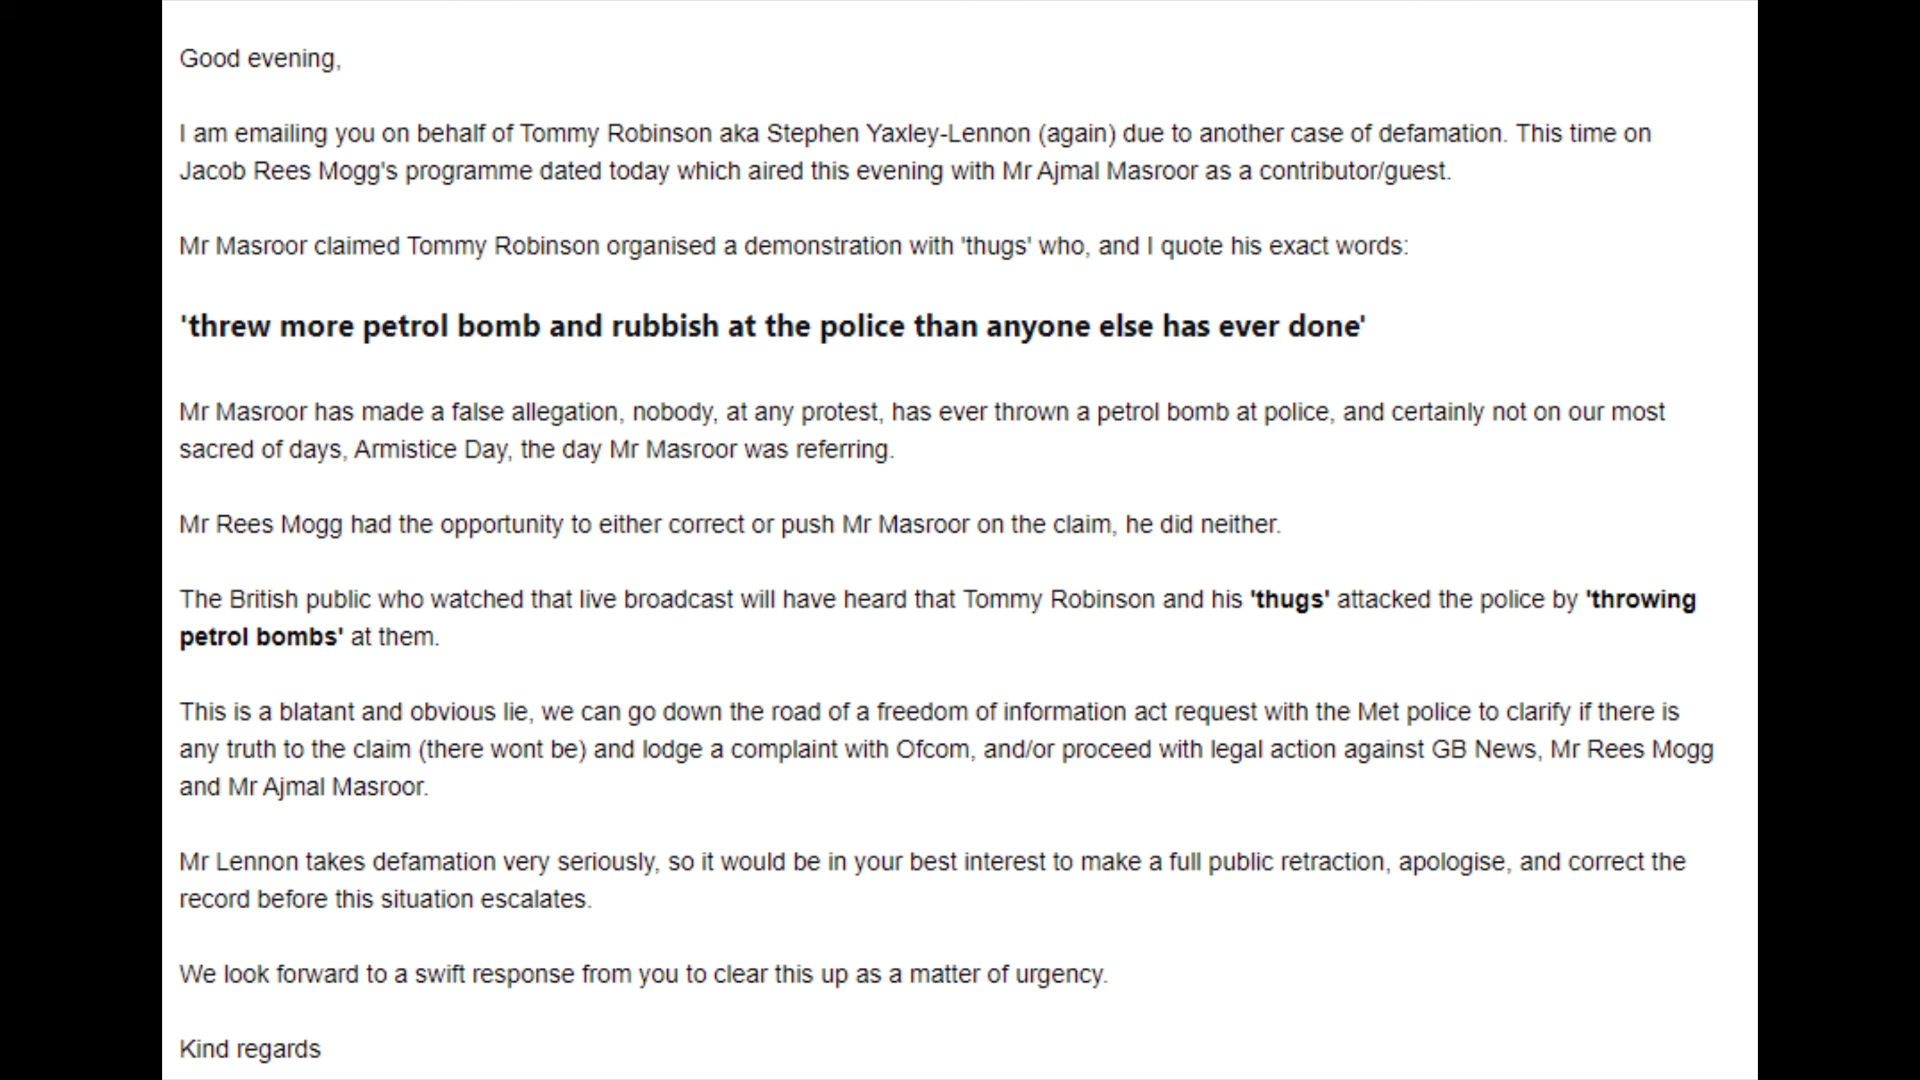 Good evening,
I am emailing you on behalf of Tommy Robinson aka Stephen Yaxley-Lennon (again) due to another case of defamation. This time on
Jacob Rees Mogg's programme dated today which aired this evening with Mr Ajmal Masroor as a contributor/guest.
Mr Masroor claimed Tommy Robinson organised a demonstration with 'thugs' who, and I quote his exact words:
'threw more petrol bomb and rubbish at the police than anyone else has ever done'
Mr Masroor has made a false allegation, nobody, at any protest, has ever thrown a petrol bomb at police, and certainly not on our most
sacred of days, Armistice Day, the day Mr Masroor was referring.
Mr Rees Mogg had the opportunity to either correct or push Mr Masroor on the claim, he did neither.
The British public who watched that live broadcast will have heard that Tommy Robinson and his 'thugs' attacked the police by 'throwing
petrol bombs' at them.
This is a blatant and obvious lie, we can go down the road of a freedom of information act request with the Met police to clarify if there is
any truth to the claim (there wont be) and lodge a complaint with Ofcom, and/or proceed with legal action against GB News, Mr Rees Mogg
and Mr Ajmal Masroor.
Mr Lennon takes defamation very seriously, so it would be in your best interest to make a full public retraction, apologise, and correct the
record before this situation escalates.
We look forward to a swift response from you to clear this up as a matter of urgency.
Kind regards